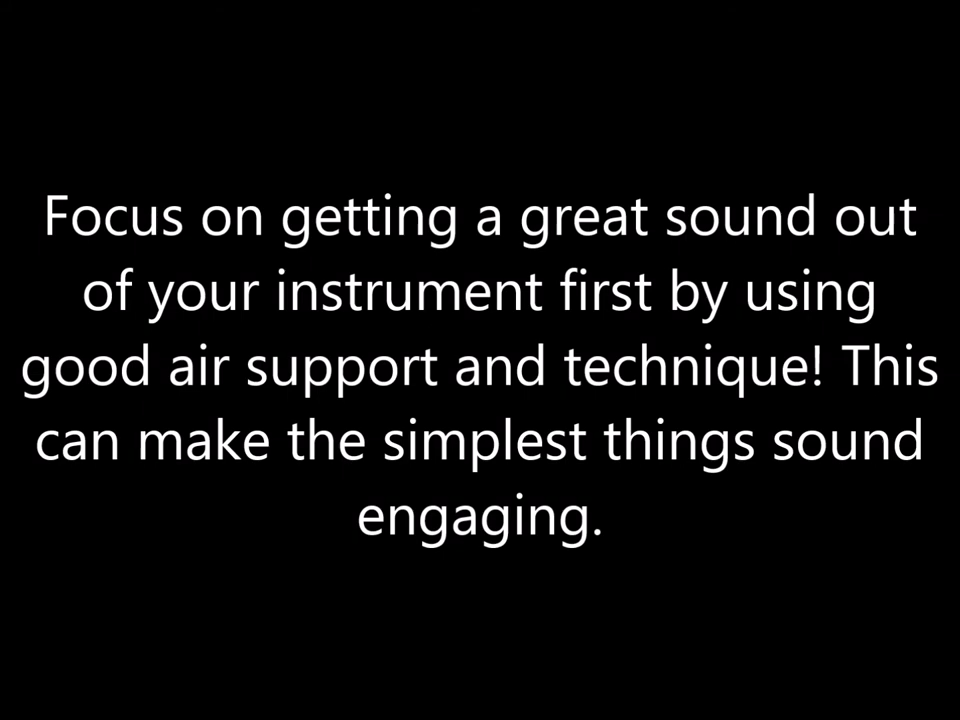 Focus on getting a great sound out
of your instrument first by using
good air support and technique! This
can make the simplest things sound
engaging.